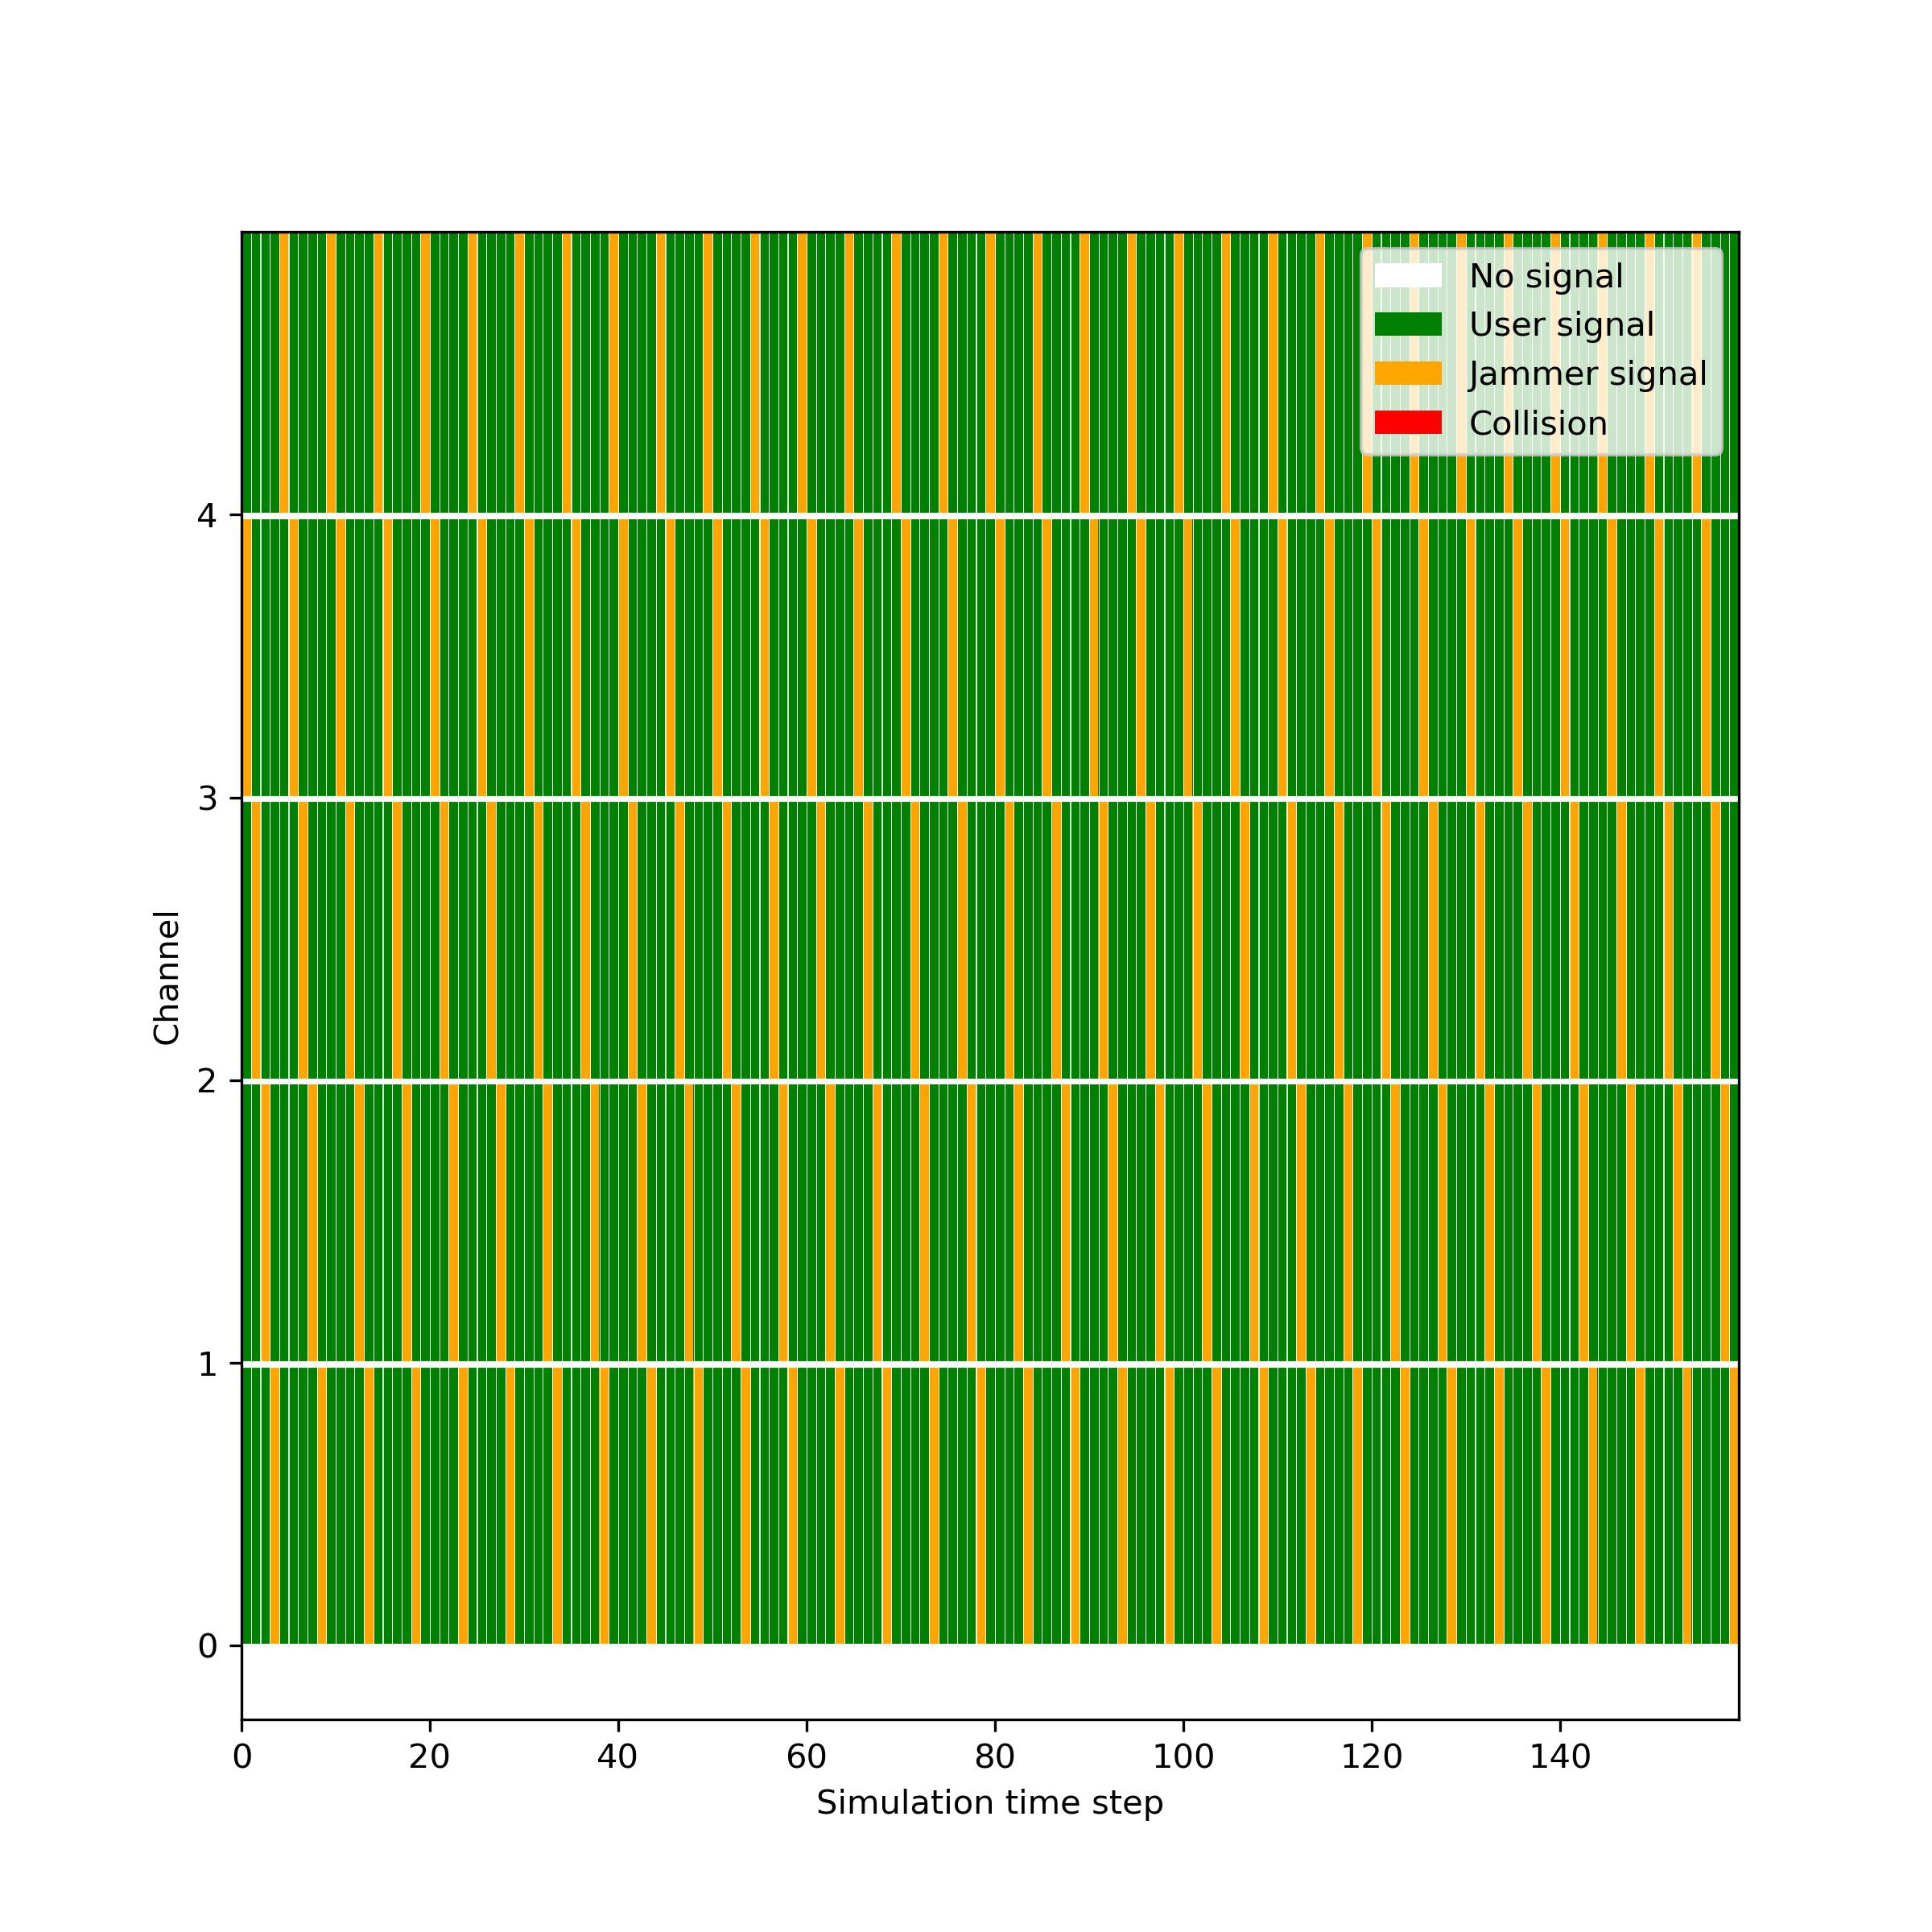 No signal
User signal
Jammer signal
Collision
4
3
2
1
0
Channel
0 20 40 60 80 100 120 140
Simulation time step